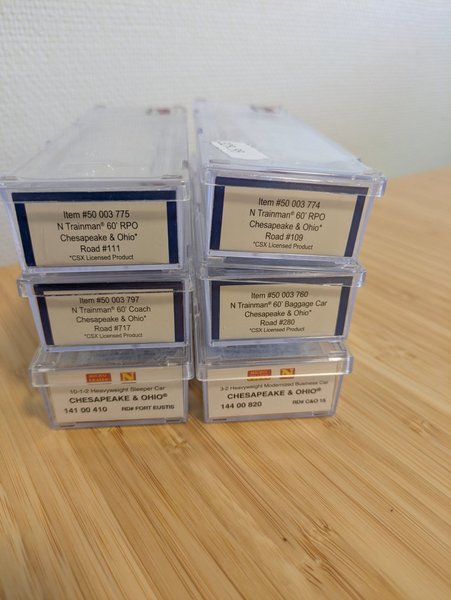 Item #50 003 775
N Trainman® 60' RPO
Chesapeake & Ohio*
Road #111
*CSX Licensed Product
Item #50 003 774
N Trainman® 60' RPO
Chesapeake & Ohio*
Road #109
*CSX Licensed Product
Item #50 003 797
N Trainman® 60' Coach
Chesapeake & Ohio*
Road #717
*CSX Licensed Product
Item #50 003 760
N Trainman® 60' Baggage Car
Chesapeake & Ohio*
Road #280
*CSX Licensed Product
N
10-1-2 Heavyweight Sleeper Car
CHESAPEAKE & OHIO®
141 00 410 RD# FORT EUSTIS
N
3-2 Heavyweight Modernized Business Car
CHESAPEAKE & OHIO®
144 00 820 RD# C&O 15